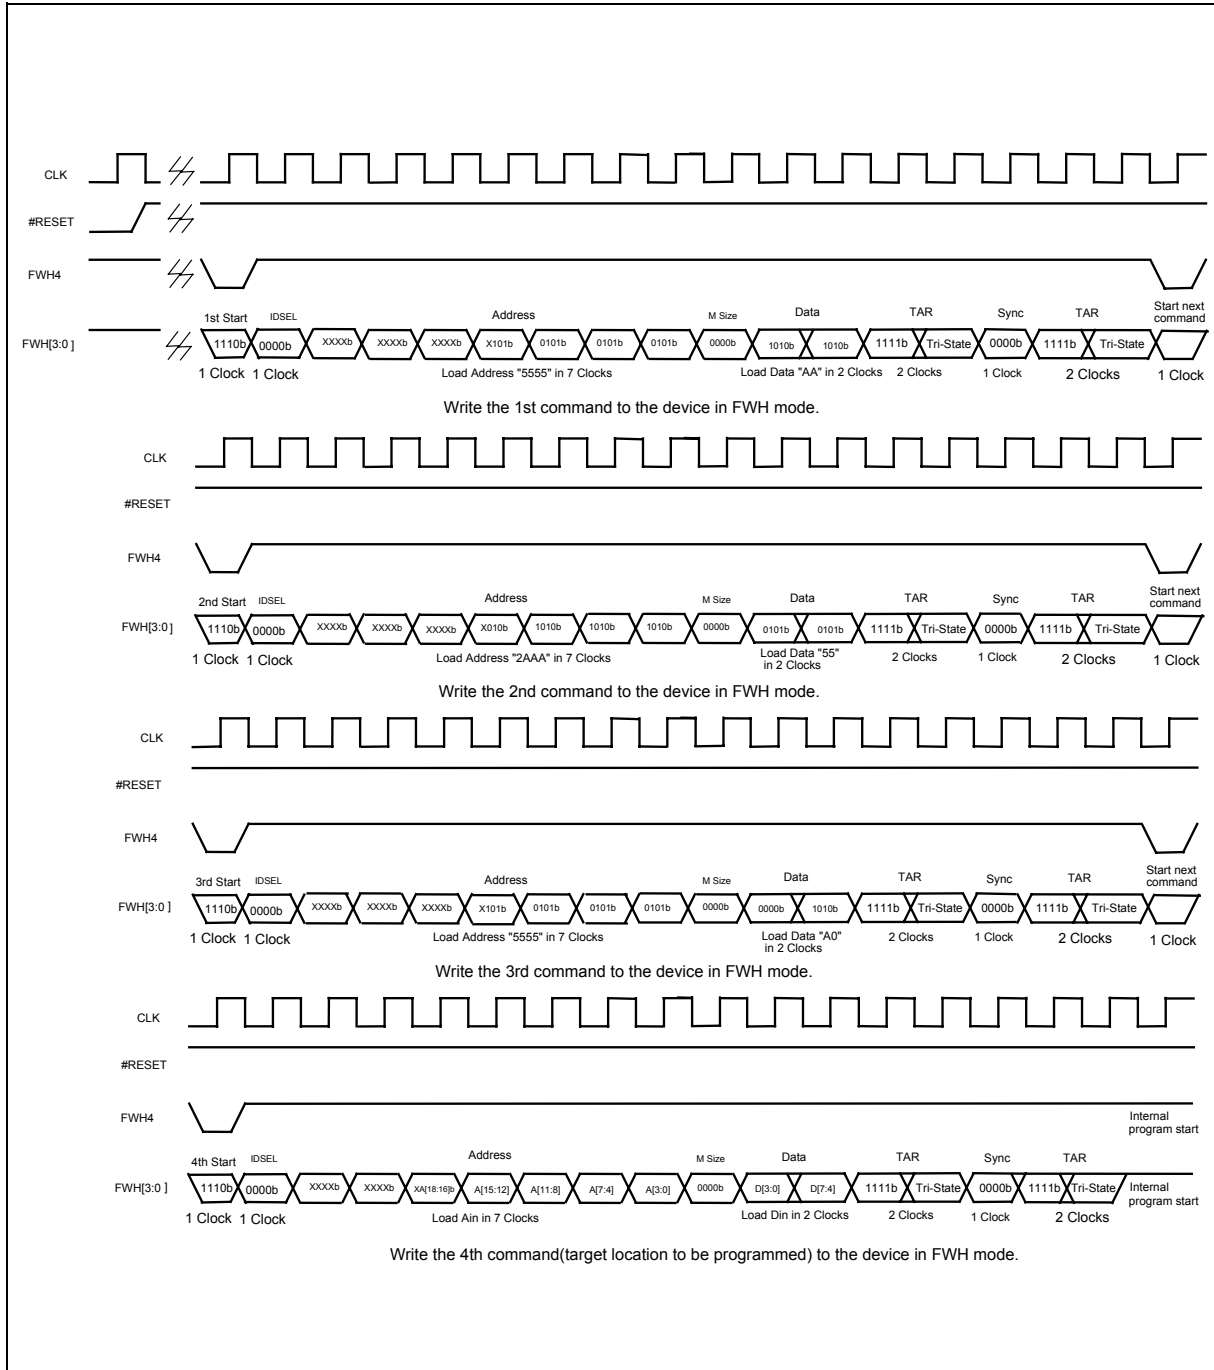 CLK
#RESET
FWH4
1st Start IDSEL Address M Size Data TAR Sync TAR Start next command
FWH[3:0 ] 1110b 0000b XXXXb XXXXb XXXXb X101b 0101b 0101b 0101b 0000b 1010b 1010b 1111b Tri-State 0000b 1111b Tri-State
1 Clock 1 Clock Load Address "5555" in 7 Clocks Load Data "AA" in 2 Clocks 2 Clocks 1 Clock 2 Clocks 1 Clock
Write the 1st command to the device in FWH mode.
CLK
#RESET
FWH4
2nd Start IDSEL Address M Size Data TAR Sync TAR Start next command
FWH[3:0 ] 1110b 0000b XXXXb XXXXb XXXXb X010b 1010b 1010b 1010b 0000b 0101b 0101b 1111b Tri-State 0000b 1111b Tri-State
1 Clock 1 Clock Load Address "2AAA" in 7 Clocks Load Data "55" in 2 Clocks 2 Clocks 1 Clock 2 Clocks 1 Clock
Write the 2nd command to the device in FWH mode.
CLK
#RESET
FWH4
3rd Start IDSEL Address M Size Data TAR Sync TAR Start next command
FWH[3:0 ] 1110b 0000b XXXXb XXXXb XXXXb X101b 0101b 0101b 0101b 0000b 0000b 1010b 1111b Tri-State 0000b 1111b Tri-State
1 Clock 1 Clock Load Address "5555" in 7 Clocks Load Data "A0" in 2 Clocks 2 Clocks 1 Clock 2 Clocks 1 Clock
Write the 3rd command to the device in FWH mode.
CLK
#RESET
FWH4 Internal program start
4th Start IDSEL Address M Size Data TAR Sync TAR
FWH[3:0 ] 1110b 0000b XXXXb XXXXb XA[18:16]b A[15:12] A[11:8] A[7:4] A[3:0] 0000b D[3:0] D[7:4] 1111b Tri-State 0000b 1111b Tri-State Internal program start
1 Clock 1 Clock Load Ain in 7 Clocks Load Din in 2 Clocks 2 Clocks 1 Clock 2 Clocks
Write the 4th command(target location to be programmed) to the device in FWH mode.